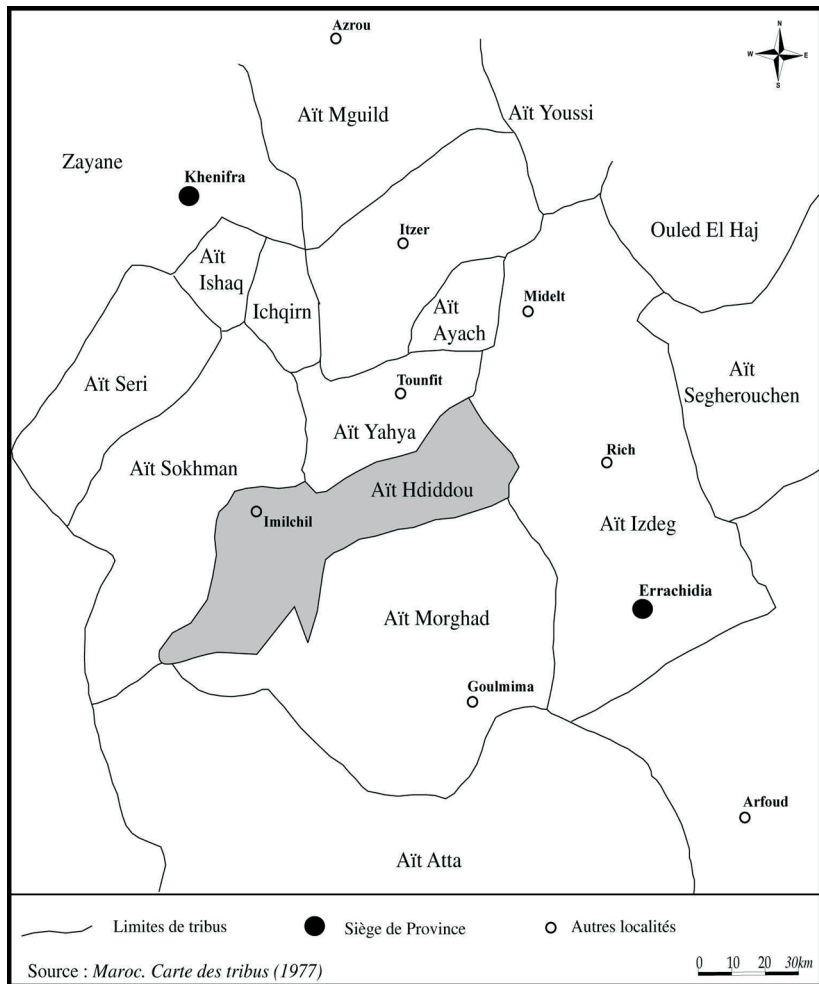 Azrou
N
W
E
S
Aït Mguild
Aït Youssi
Zayane
Khenifra
Ouled El Haj
Itzer
Aït
Ishaq
Ichqirn
Aït
Ayach
Midelt
Aït Seri
Tounfit
Aït
Segherouchen
Aït Yahya
Aït Sokhman
Rich
Aït Hdiddou
Imilchil
Aït Izdeg
Errachidia
Aït Morghad
Goulmima
Arfoud
Aït Atta
Limites de tribus
Siège de Province
Autres localités
Source : Maroc. Carte des tribus (1977)
0 10 20 30km